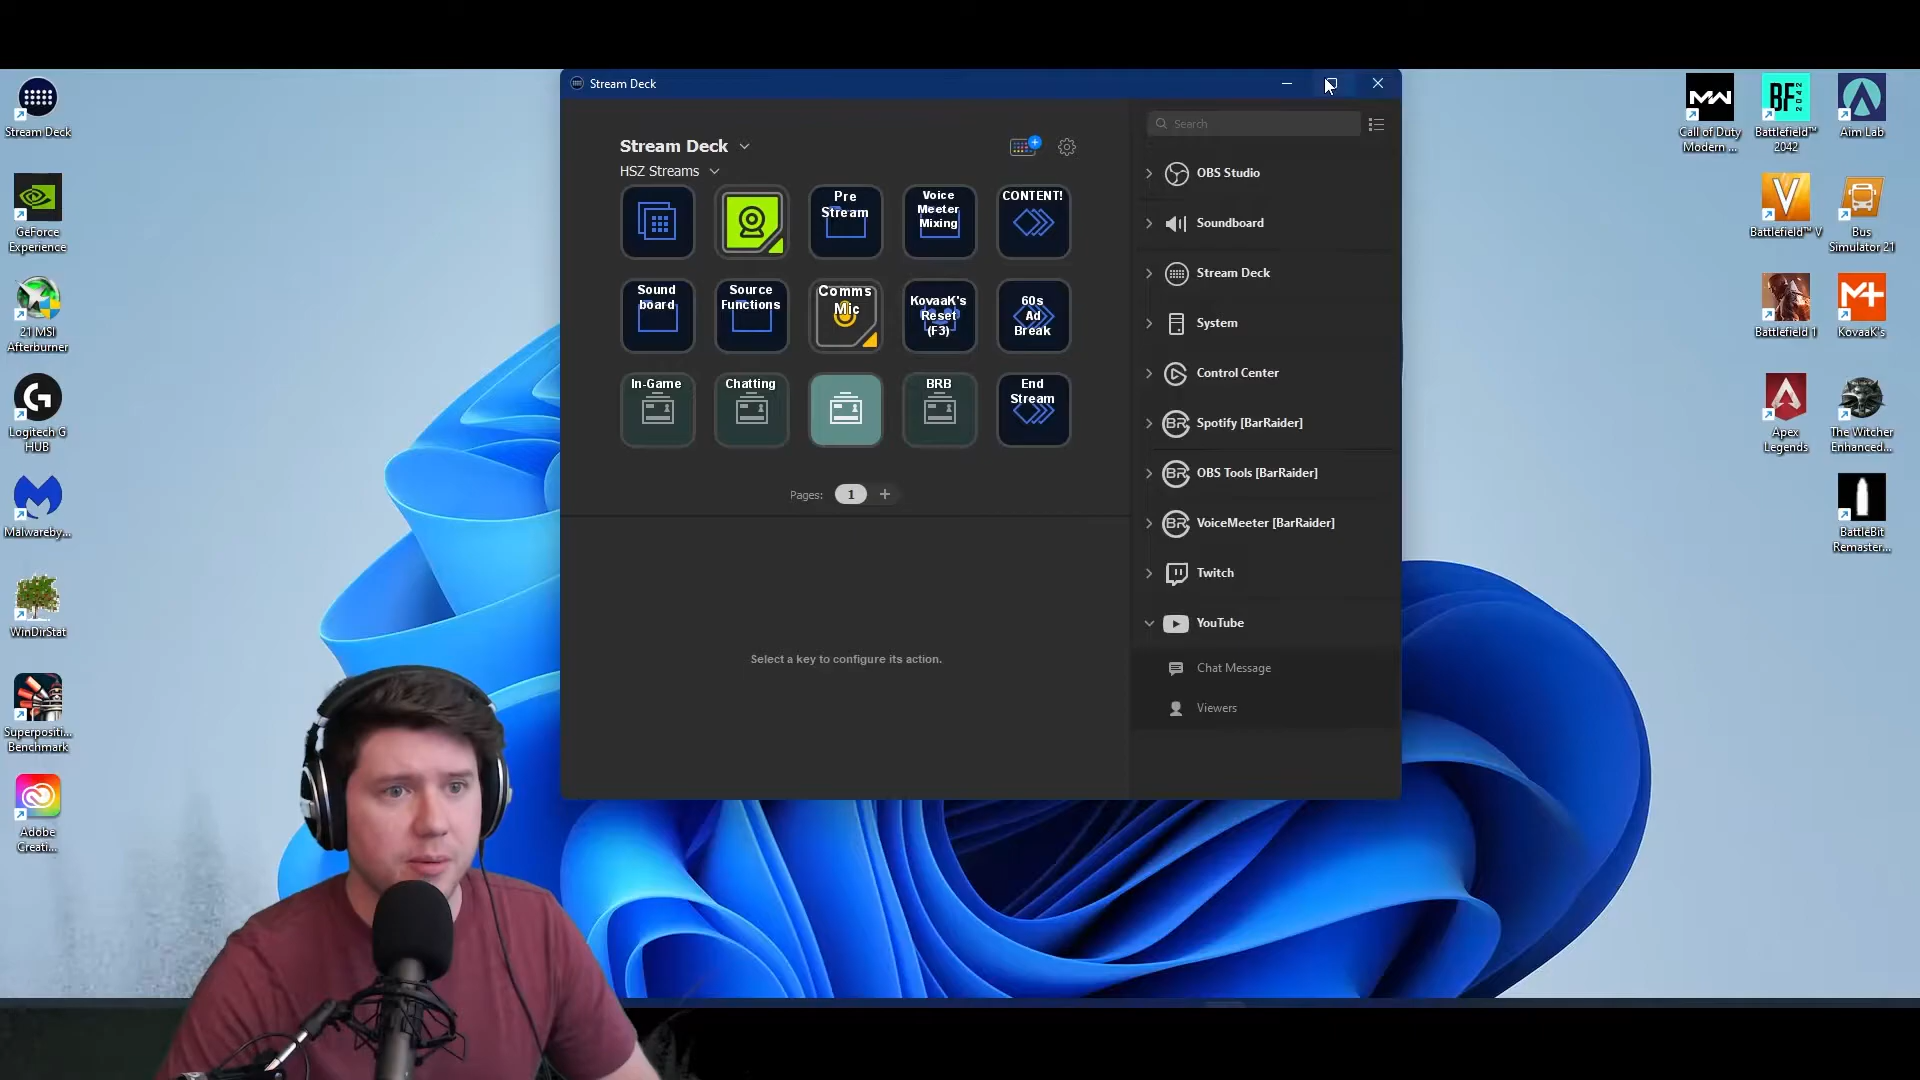 Stream Deck
Stream Deck
HSZ Streams
Pre
Stream
Voice
Meeter
Mixing
CONTENT!
Sound
board
Source
Functions
Comms
Mic
KovaaK's
Reset
(F3)
60s
Ad
Break
In-Game
Chatting
BRB
End
Stream
Pages:
1
Select a key to configure its action.
Search
OBS Studio
Soundboard
Stream Deck
System
Control Center
Spotify [BarRaider]
OBS Tools [BarRaider]
VoiceMeeter [BarRaider]
Twitch
YouTube
Chat Message
Viewers
Stream Deck
GeForce
Experience
21 MSI
Afterburner
Logitech G
HUB
Malwareby...
WinDirStat
Superpositi...
Benchmark
Adobe
Creati...
MW
Call of Duty
Modern ...
BF
2042
Battlefield™
2042
Aim Lab
V
Battlefield™ V
Bus
Simulator 21
Battlefield 1
KovaaK's
Apex
Legends
The Witcher
Enhanced...
BattleBit
Remaster...